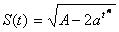 S(t) = √(A − 2a^{t^n})